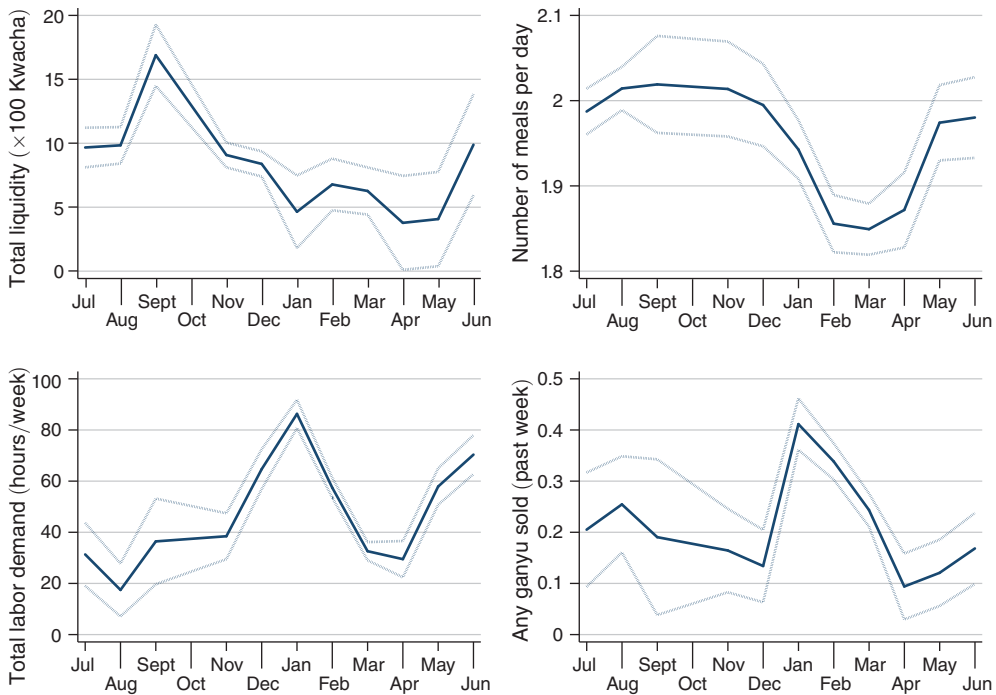 Total liquidity (×100 Kwacha)
20
15
10
5
0
Jul Sept Nov Jan Mar May
Aug Oct Dec Feb Apr Jun
Number of meals per day
2.1
2
1.9
1.8
Jul Sept Nov Jan Mar May
Aug Oct Dec Feb Apr Jun
Total labor demand (hours/week)
100
80
60
40
20
0
Jul Sept Nov Jan Mar May
Aug Oct Dec Feb Apr Jun
Any ganyu sold (past week)
0.5
0.4
0.3
0.2
0.1
0
Jul Sept Nov Jan Mar May
Aug Oct Dec Feb Apr Jun